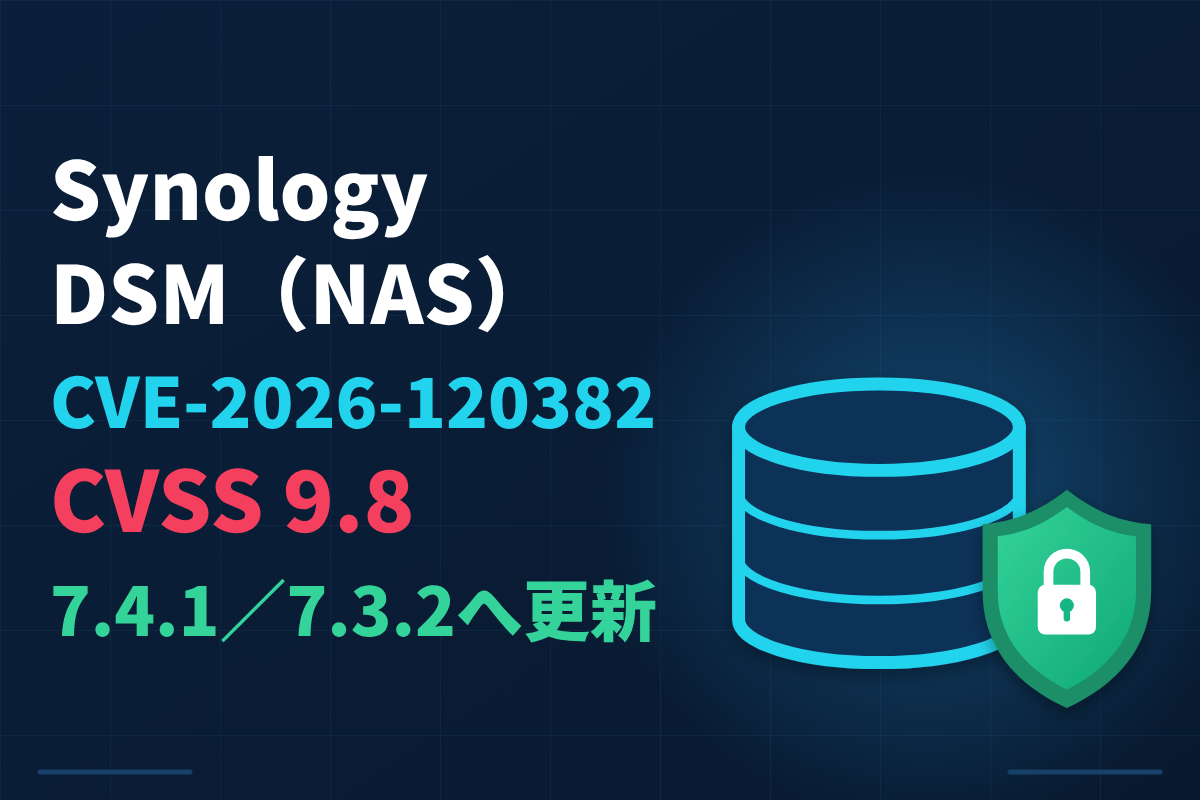 Synology
DSM（NAS）
CVE-2026-120382
CVSS 9.8
7.4.1／7.3.2へ更新